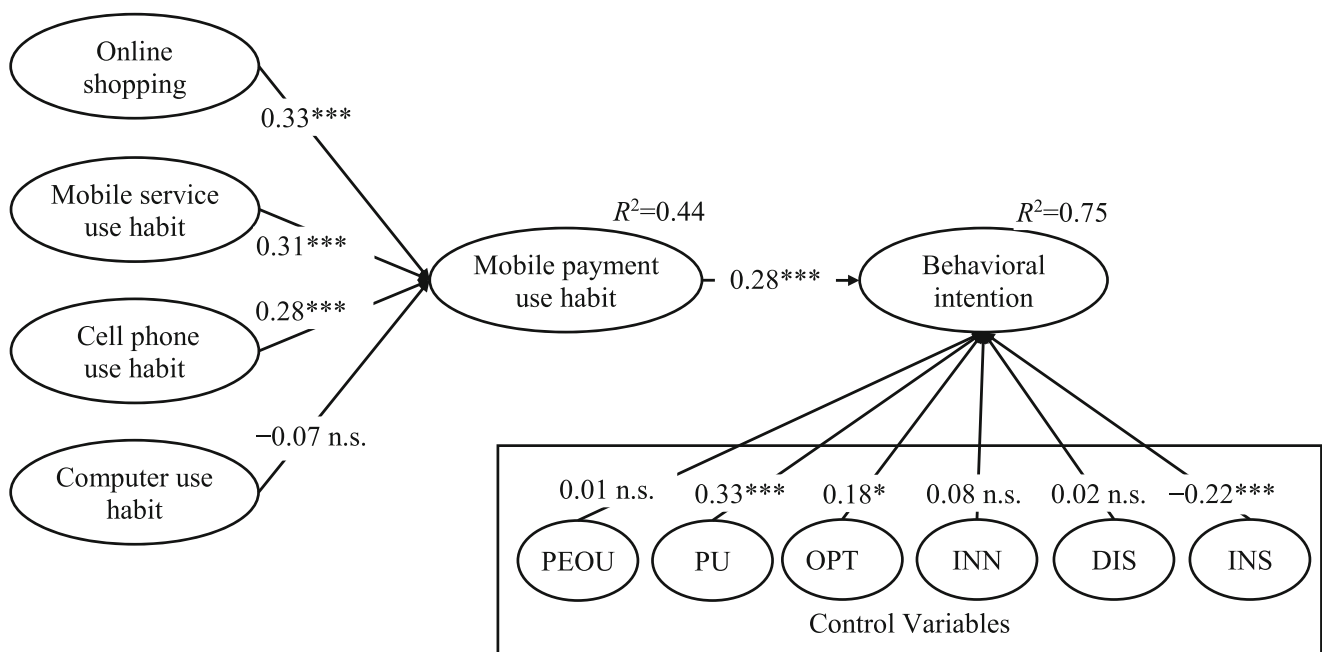 Online
shopping
0.33***
Mobile service
use habit
0.31***
R²=0.44
R²=0.75
Mobile payment
use habit
0.28***
Behavioral
intention
0.28***
Cell phone
use habit
−0.07 n.s.
Computer use
habit
0.01 n.s.
0.33***
0.18*
0.08 n.s.
0.02 n.s.
−0.22***
PEOU
PU
OPT
INN
DIS
INS
Control Variables